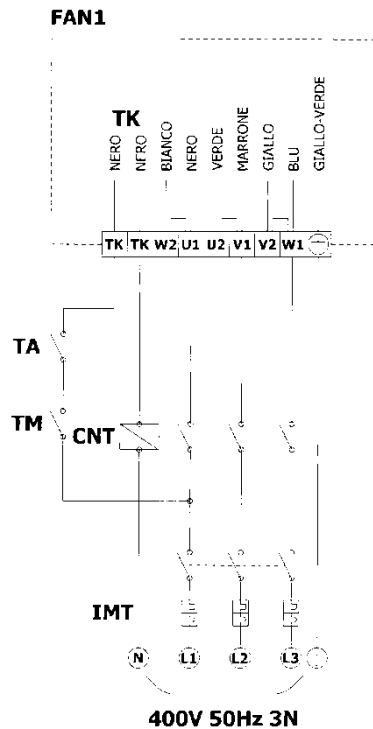 FAN1
TK
NERO
NERO
BIANCO
NERO
VERDE
MARRONE
GIALLO
BLU
GIALLO-VERDE
TK TK W2 U1 U2 V1 V2 W1
TA
TM
CNT
IMT
N L1 L2 L3
400V 50Hz 3N